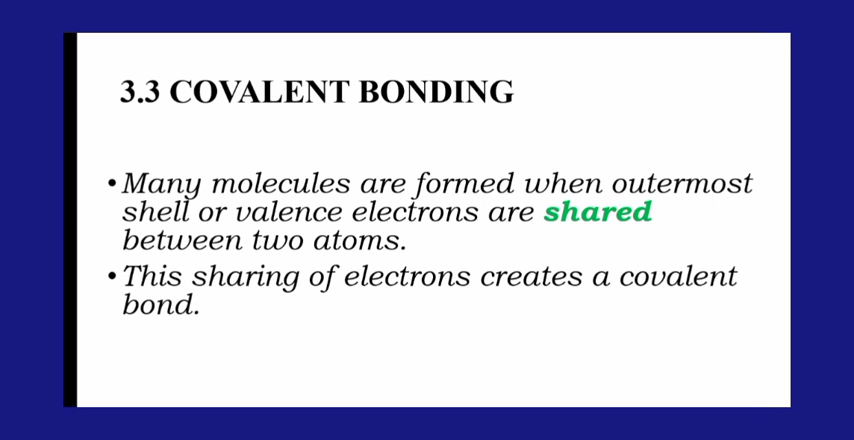 3.3 COVALENT BONDING
•Many molecules are formed when outermost
shell or valence electrons are shared
between two atoms.
•This sharing of electrons creates a covalent
bond.